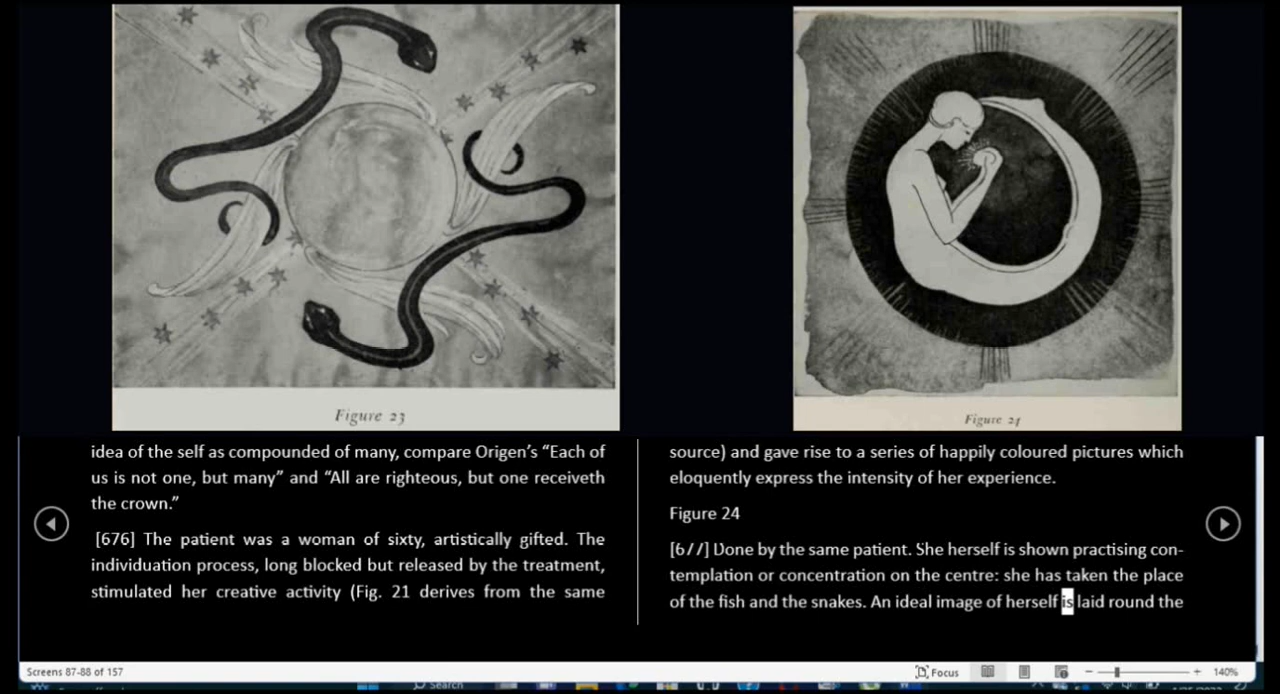 Figure 23
Figure 24
idea of the self as compounded of many, compare Origen's “Each of
us is not one, but many” and “All are righteous, but one receiveth
the crown.”
[676] The patient was a woman of sixty, artistically gifted. The
individuation process, long blocked but released by the treatment,
stimulated her creative activity (Fig. 21 derives from the same
source) and gave rise to a series of happily coloured pictures which
eloquently express the intensity of her experience.
Figure 24
[677] Done by the same patient. She herself is shown practising con-
templation or concentration on the centre: she has taken the place
of the fish and the snakes. An ideal image of herself is laid round the
Screens 87-88 of 157
Focus
140%
Search